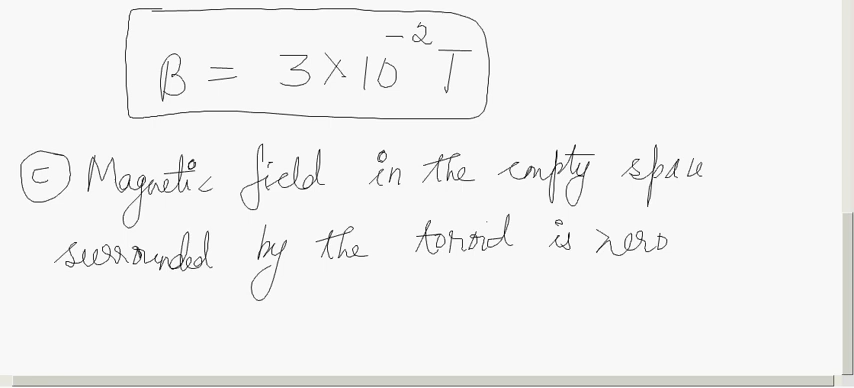 B = 3×10⁻² T
Ⓒ Magnetic field in the empty space
surrounded by the toroid is zero